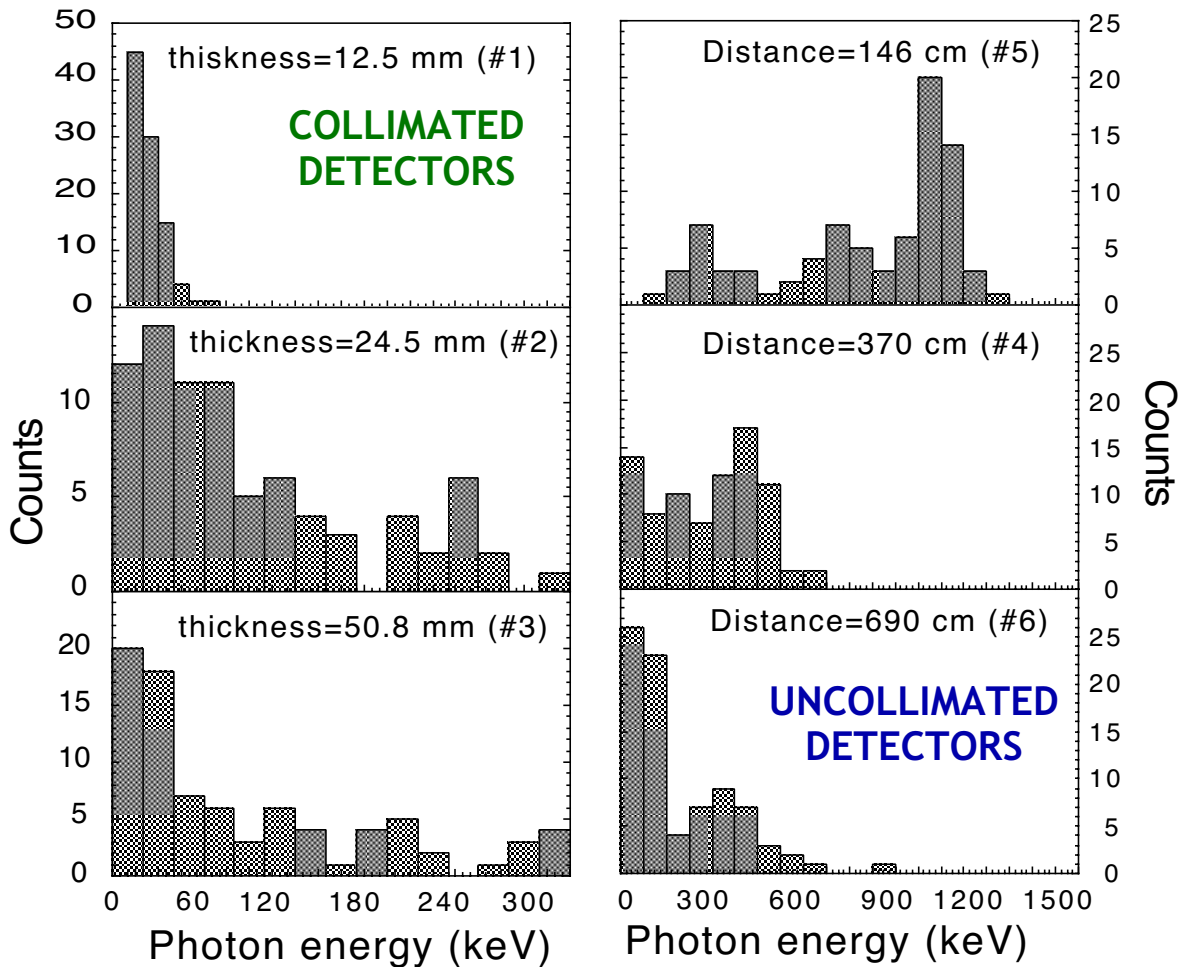 50
40
30
20
10
0
thiskness=12.5 mm (#1)
COLLIMATED
DETECTORS
10
5
0
thickness=24.5 mm (#2)
Counts
20
15
10
5
0
thickness=50.8 mm (#3)
0 60 120 180 240 300
Photon energy (keV)
Distance=146 cm (#5)
25
20
15
10
5
0
Distance=370 cm (#4)
25
20
15
10
5
0
Counts
Distance=690 cm (#6)
UNCOLLIMATED
DETECTORS
25
20
15
10
5
0
0 300 600 900 1200 1500
Photon energy (keV)